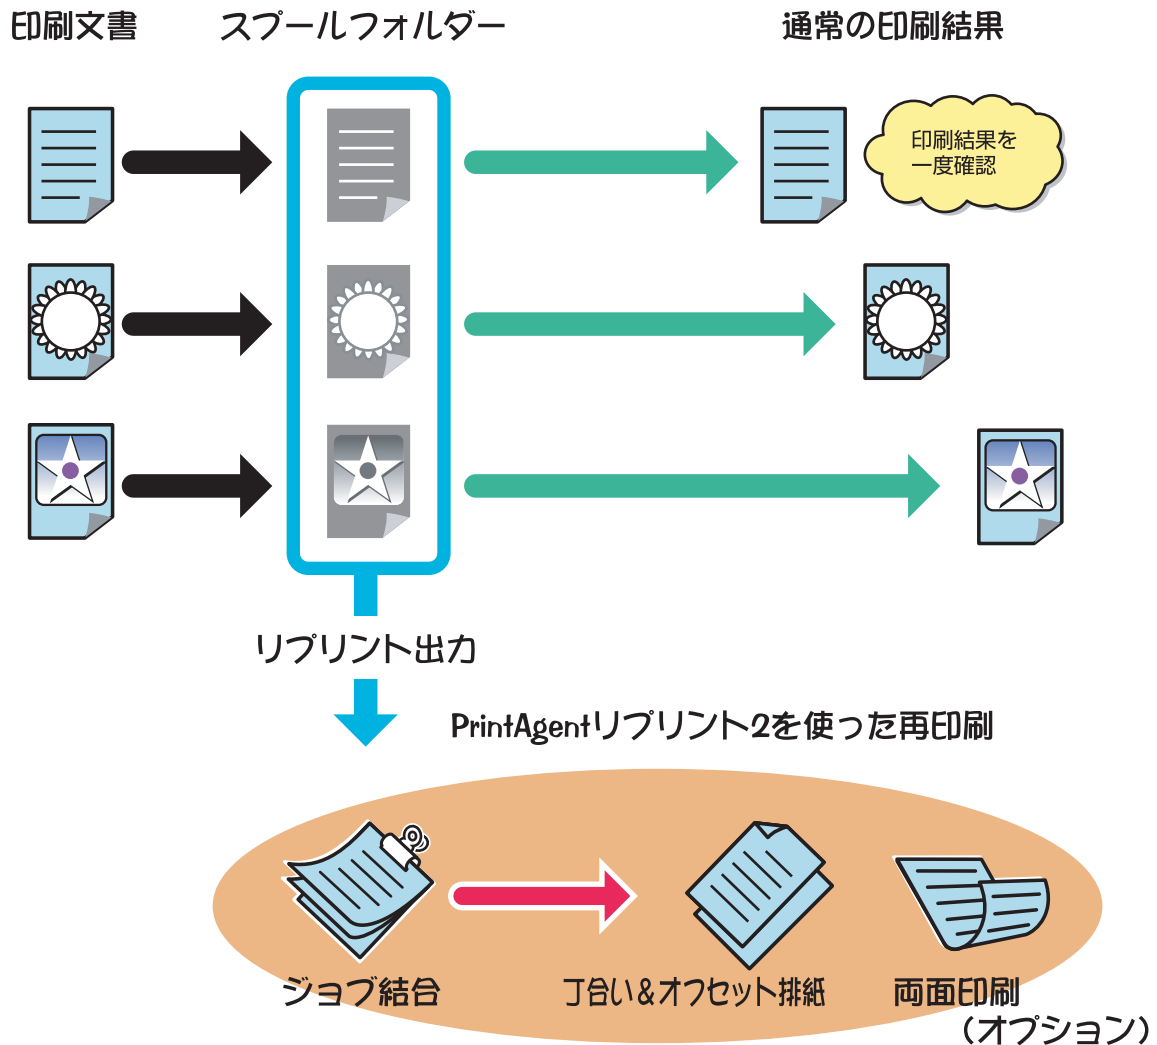 印刷文書
スプールフォルダー
通常の印刷結果
印刷結果を
一度確認
リプリント出力
PrintAgentリプリント2を使った再印刷
ジョブ結合
丁合い＆オフセット排紙
両面印刷
（オプション）